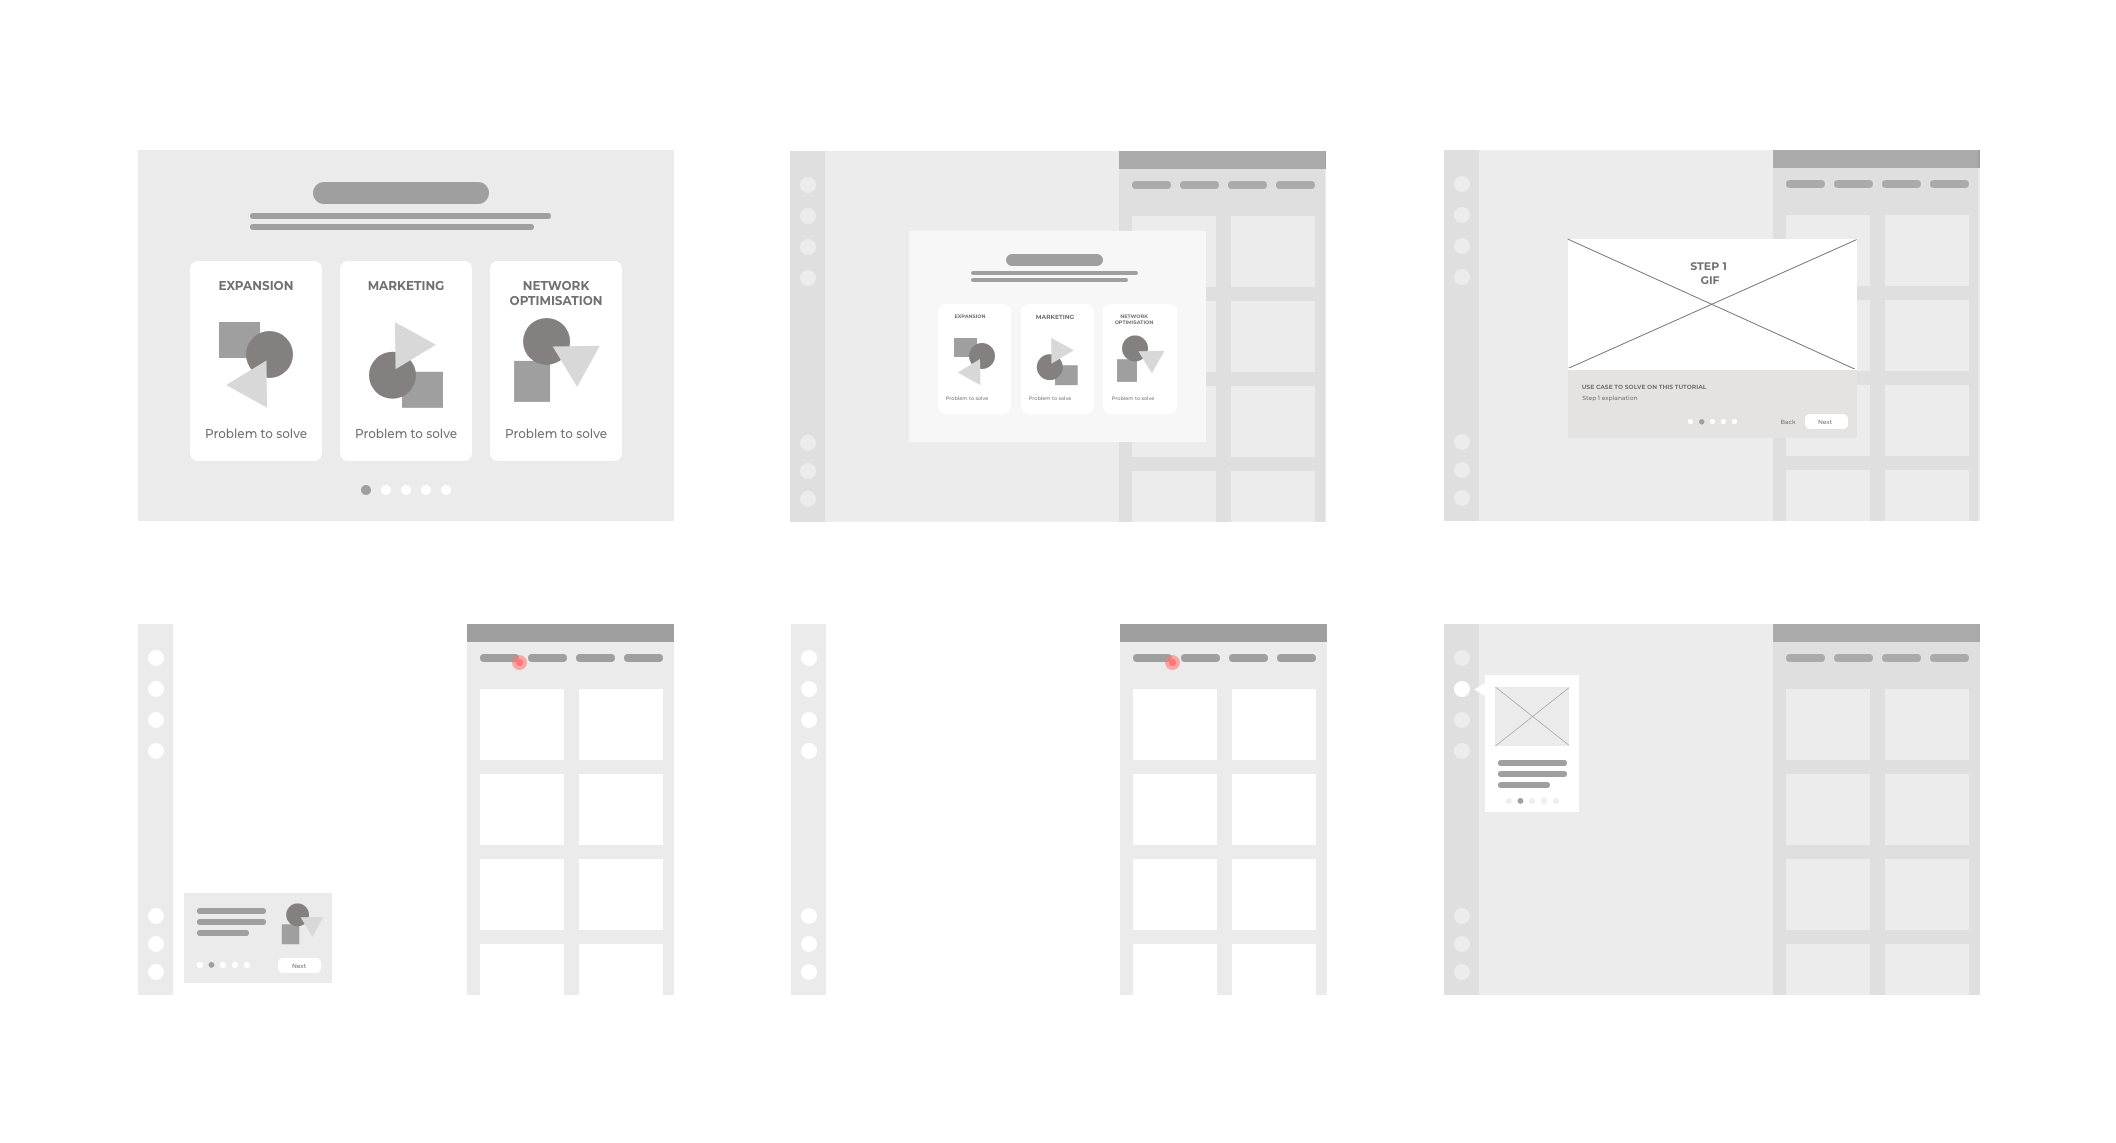 EXPANSION
MARKETING
NETWORK
OPTIMISATION
Problem to solve
Problem to solve
Problem to solve
EXPANSION
MARKETING
NETWORK
OPTIMISATION
Problem to solve
Problem to solve
Problem to solve
STEP 1
GIF
USE CASE TO SOLVE ON THIS TUTORIAL
Step 1 explanation
Back
Next
Next